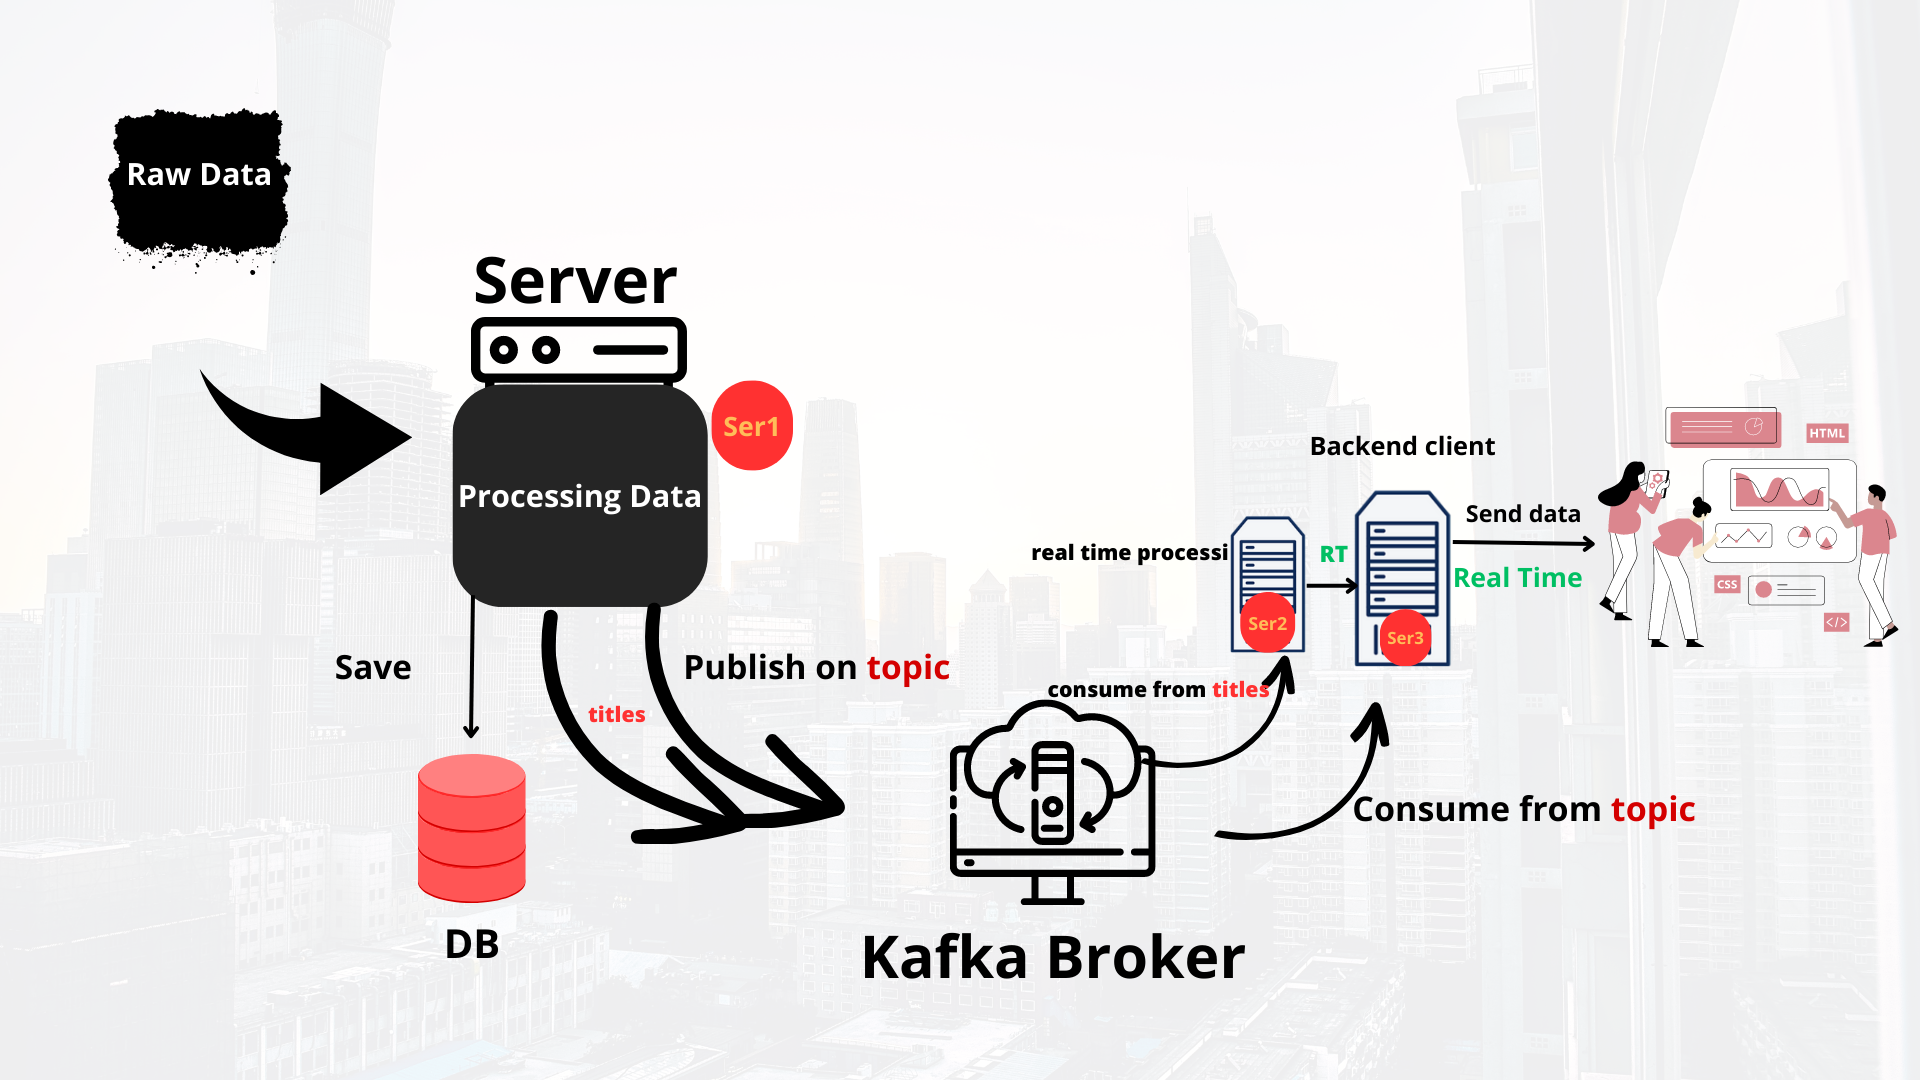 Raw Data
Server
Ser1
Processing Data
Save
Publish on topic
titles
DB
Kafka Broker
Backend client
Send data
real time processi
RT
Real Time
Ser2
Ser3
consume from titles
Consume from topic
HTML
CSS
</>